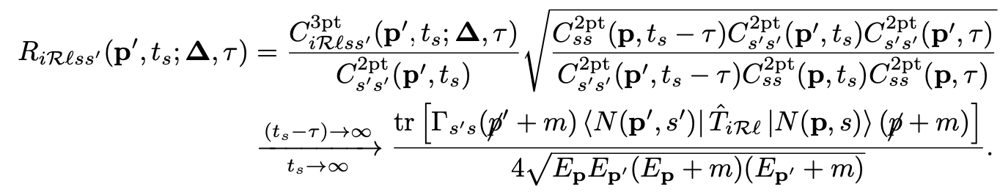 R_{i\mathcal{R}\ell ss'}(\mathbf{p}', t_s; \boldsymbol{\Delta}, \tau) = \frac{C^{\text{3pt}}_{i\mathcal{R}\ell ss'}(\mathbf{p}', t_s; \boldsymbol{\Delta}, \tau)}{C^{\text{2pt}}_{s's'}(\mathbf{p}', t_s)} \sqrt{\frac{C^{\text{2pt}}_{ss}(\mathbf{p}, t_s - \tau) C^{\text{2pt}}_{s's'}(\mathbf{p}', t_s) C^{\text{2pt}}_{s's'}(\mathbf{p}', \tau)}{C^{\text{2pt}}_{s's'}(\mathbf{p}', t_s - \tau) C^{\text{2pt}}_{ss}(\mathbf{p}, t_s) C^{\text{2pt}}_{ss}(\mathbf{p}, \tau)}}
\xrightarrow[t_s \to \infty]{(t_s - \tau) \to \infty} \frac{\text{tr}\left[\Gamma_{s's}(\not{p}' + m) \langle N(\mathbf{p}', s')| \hat{T}_{i\mathcal{R}\ell} |N(\mathbf{p}, s)\rangle (\not{p} + m)\right]}{4\sqrt{E_{\mathbf{p}} E_{\mathbf{p}'} (E_{\mathbf{p}} + m)(E_{\mathbf{p}'} + m)}}.